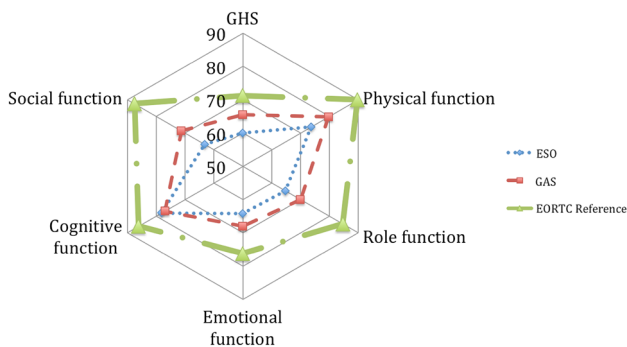 GHS
90
80
70
60
50
Social function
Physical function
Cognitive
function
Role function
Emotional
function
ESO
GAS
EORTC Reference